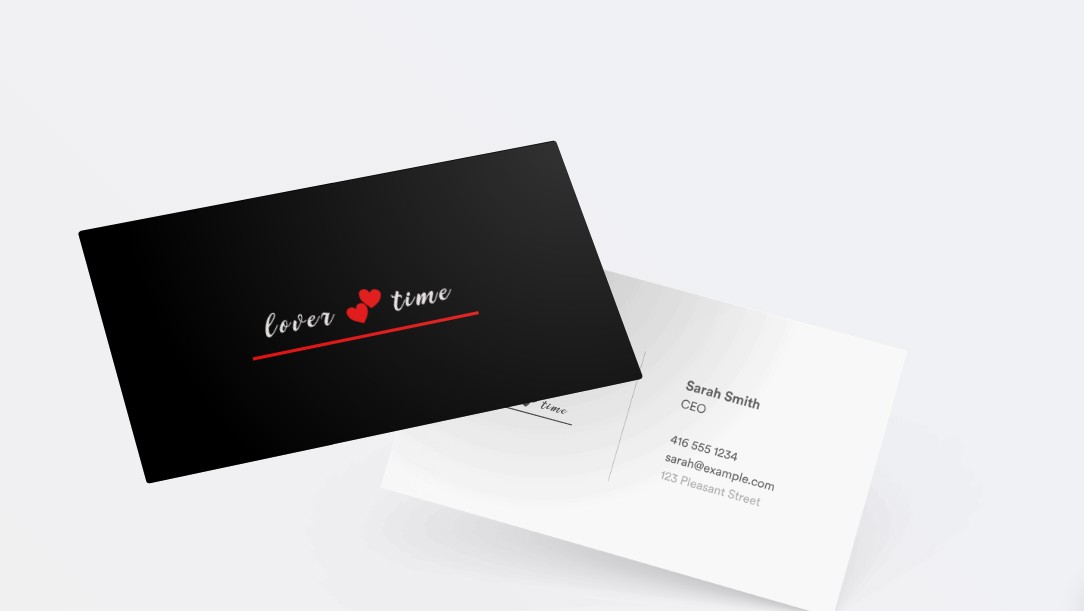 lover time
time
Sarah Smith
CEO
416 555 1234
sarah@example.com
123 Pleasant Street